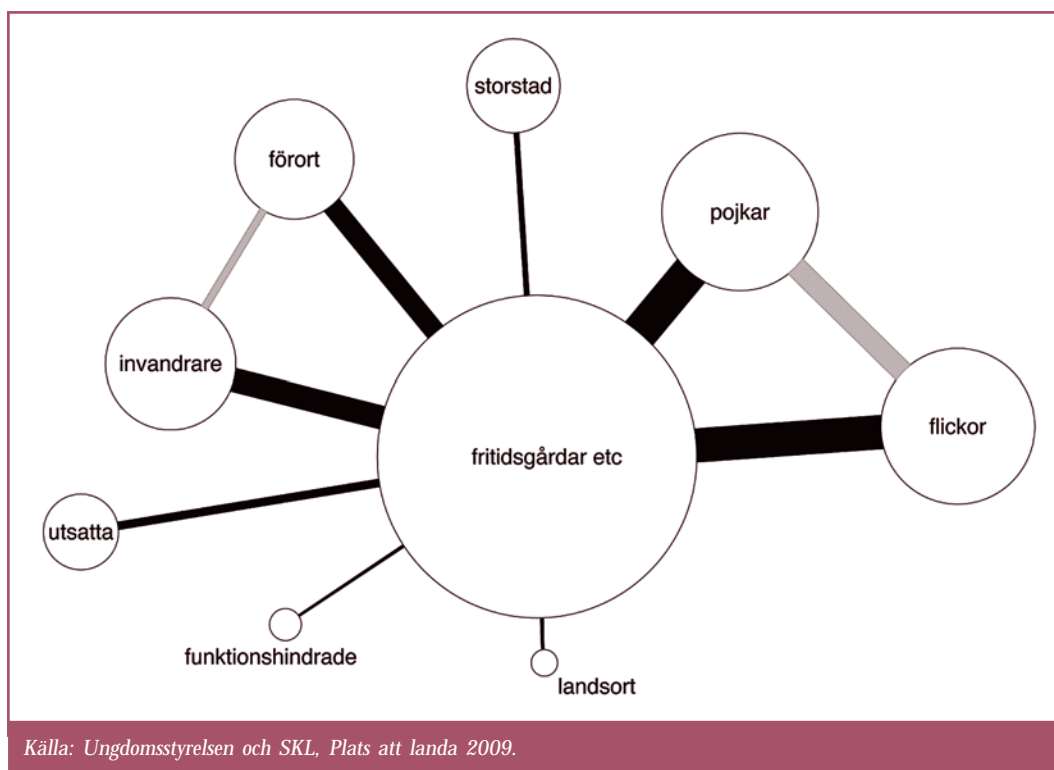 storstad
förort
pojkar
invandrare
flickor
fritidsgårdar etc
utsatta
funktionshindrade
landsort
Källa: Ungdomsstyrelsen och SKL, Plats att landa 2009.